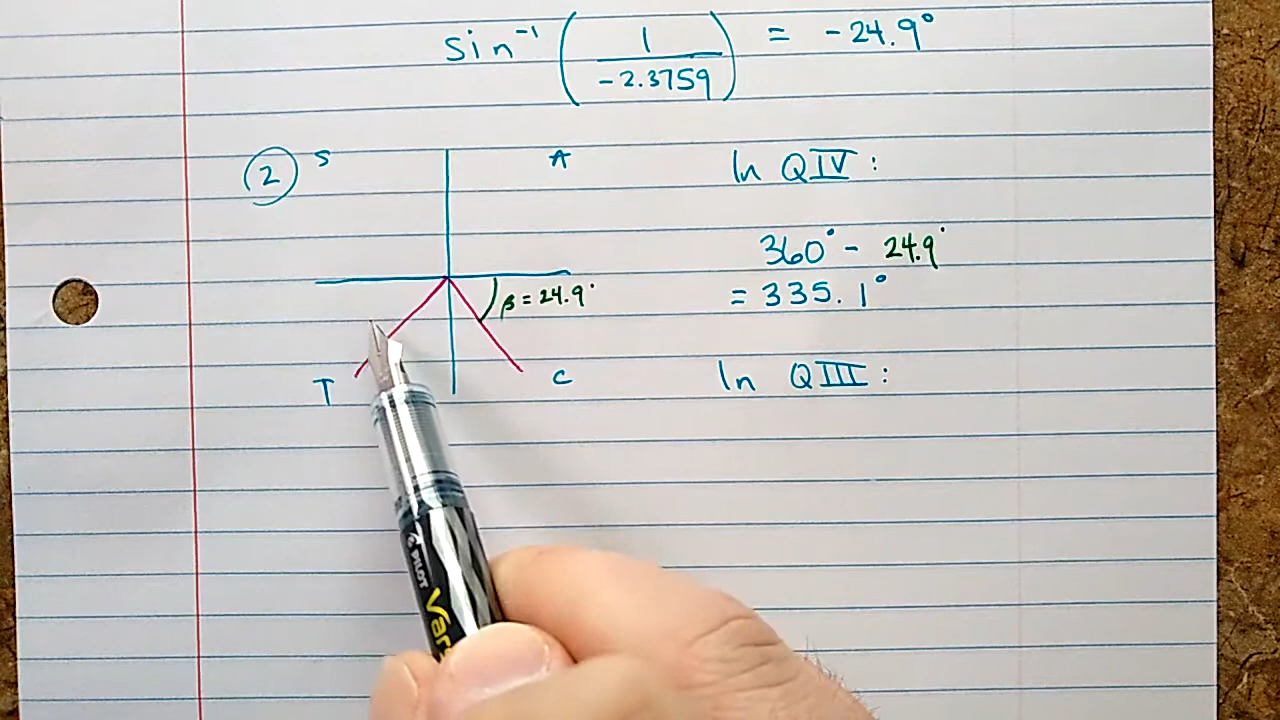 sin⁻¹ (1 / -2.3759) = -24.9°
② S A In QIV:
360° - 24.9°
β = 24.9° = 335.1°
T C In QIII:
PILOT